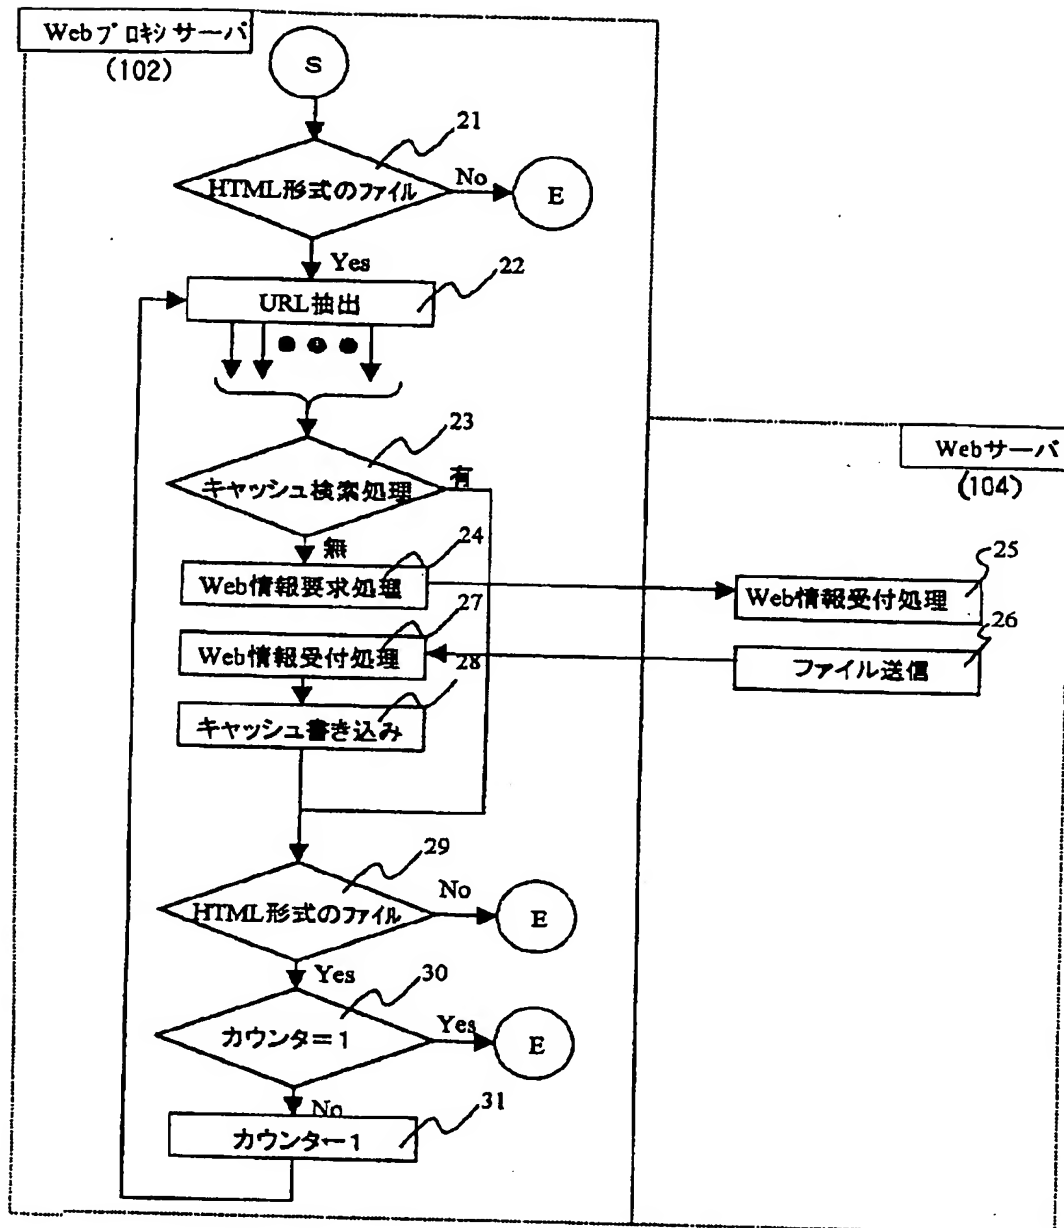 Webプロキシサーバ
(102)
S
21
HTML形式のファイル
No
E
Yes
22
URL抽出
23
キャッシュ検索処理
有
無
24
Web情報要求処理
27
Web情報受付処理
28
キャッシュ書き込み
Webサーバ
(104)
25
Web情報受付処理
26
ファイル送信
29
HTML形式のファイル
No
E
Yes
30
カウンタ=1
Yes
E
No
31
カウンタ←1